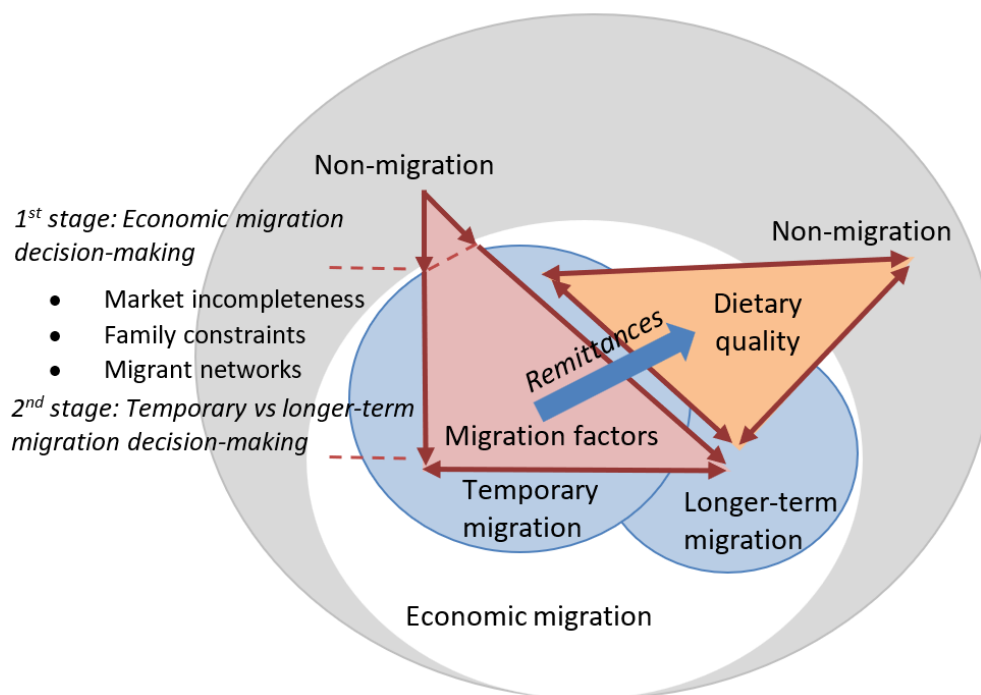 Non-migration
1st stage: Economic migration
decision-making
• Market incompleteness
• Family constraints
• Migrant networks
2nd stage: Temporary vs longer-term
migration decision-making
Non-migration
Dietary
quality
Remittances
Migration factors
Temporary
migration
Longer-term
migration
Economic migration